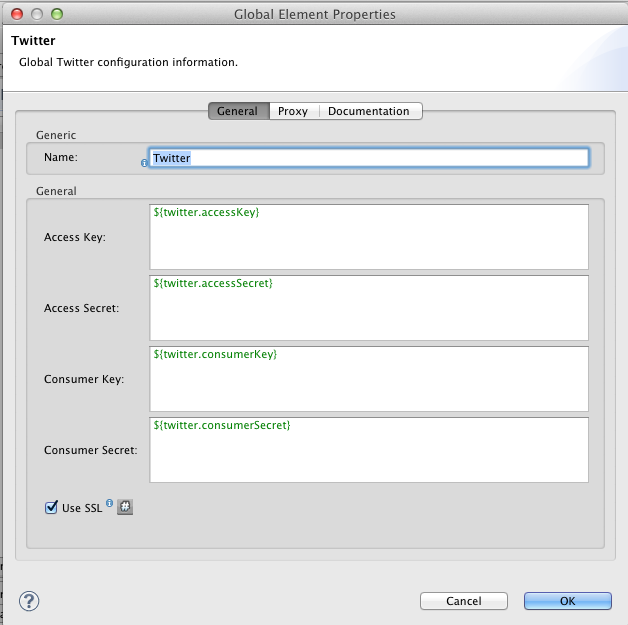 Global Element Properties
Twitter
Global Twitter configuration information.
General Proxy Documentation
Generic
Name: Twitter
General
Access Key: ${twitter.accessKey}
Access Secret: ${twitter.accessSecret}
Consumer Key: ${twitter.consumerKey}
Consumer Secret: ${twitter.consumerSecret}
Use SSL #
? Cancel OK